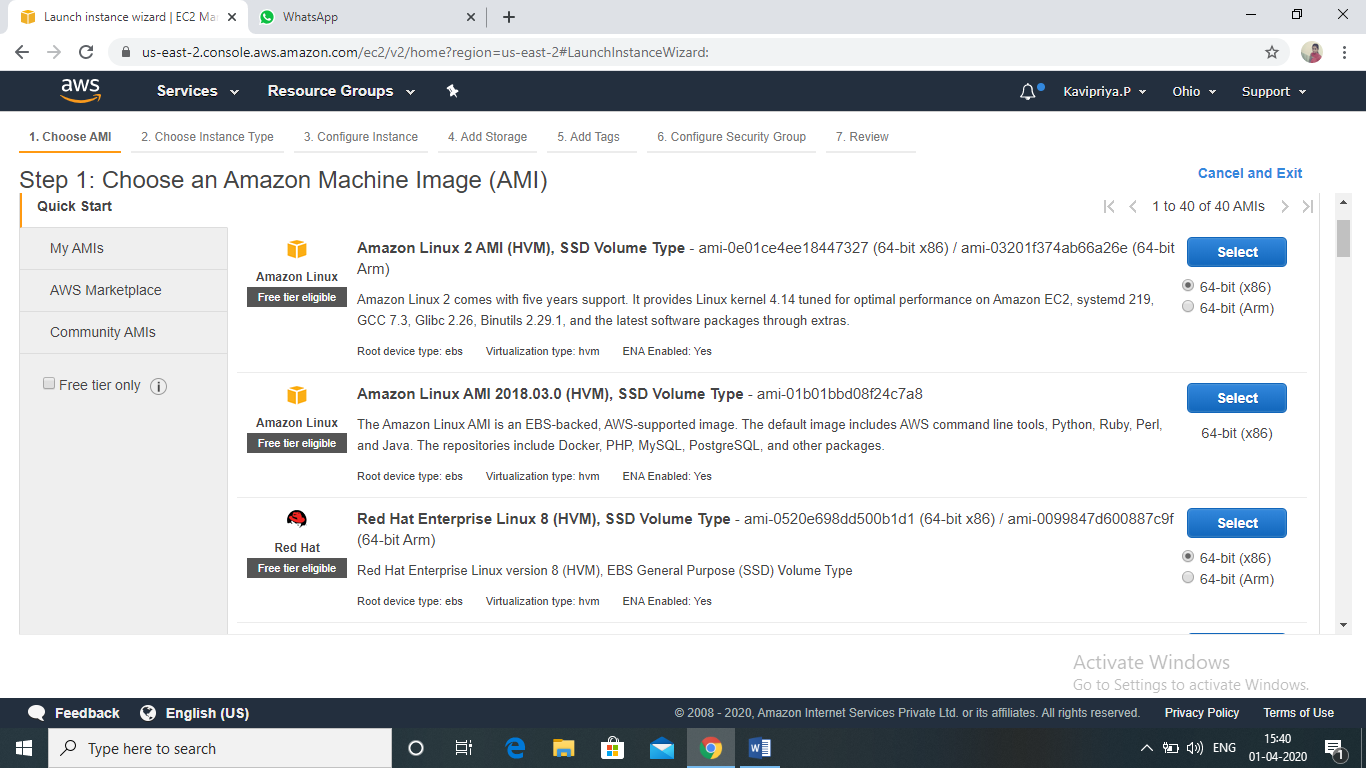 Launch instance wizard | EC2 Ma
WhatsApp
us-east-2.console.aws.amazon.com/ec2/v2/home?region=us-east-2#LaunchInstanceWizard:
aws
Services
Resource Groups
Kavipriya.P
Ohio
Support
1. Choose AMI
2. Choose Instance Type
3. Configure Instance
4. Add Storage
5. Add Tags
6. Configure Security Group
7. Review
Step 1: Choose an Amazon Machine Image (AMI)
Cancel and Exit
Quick Start
1 to 40 of 40 AMIs
My AMIs
AWS Marketplace
Community AMIs
Free tier only
i
Amazon Linux
Free tier eligible
Amazon Linux 2 AMI (HVM), SSD Volume Type - ami-0e01ce4ee18447327 (64-bit x86) / ami-03201f374ab66a26e (64-bit
Arm)
Amazon Linux 2 comes with five years support. It provides Linux kernel 4.14 tuned for optimal performance on Amazon EC2, systemd 219,
GCC 7.3, Glibc 2.26, Binutils 2.29.1, and the latest software packages through extras.
Root device type: ebs
Virtualization type: hvm
ENA Enabled: Yes
Select
64-bit (x86)
64-bit (Arm)
Amazon Linux
Free tier eligible
Amazon Linux AMI 2018.03.0 (HVM), SSD Volume Type - ami-01b01bbd08f24c7a8
The Amazon Linux AMI is an EBS-backed, AWS-supported image. The default image includes AWS command line tools, Python, Ruby, Perl,
and Java. The repositories include Docker, PHP, MySQL, PostgreSQL, and other packages.
Root device type: ebs
Virtualization type: hvm
ENA Enabled: Yes
Select
64-bit (x86)
Red Hat
Free tier eligible
Red Hat Enterprise Linux 8 (HVM), SSD Volume Type - ami-0520e698dd500b1d1 (64-bit x86) / ami-0099847d600887c9f
(64-bit Arm)
Red Hat Enterprise Linux version 8 (HVM), EBS General Purpose (SSD) Volume Type
Root device type: ebs
Virtualization type: hvm
ENA Enabled: Yes
Select
64-bit (x86)
64-bit (Arm)
Activate Windows
Go to Settings to activate Windows.
Feedback
English (US)
© 2008 - 2020, Amazon Internet Services Private Ltd. or its affiliates. All rights reserved.
Privacy Policy
Terms of Use
Type here to search
ENG
15:40
01-04-2020
1